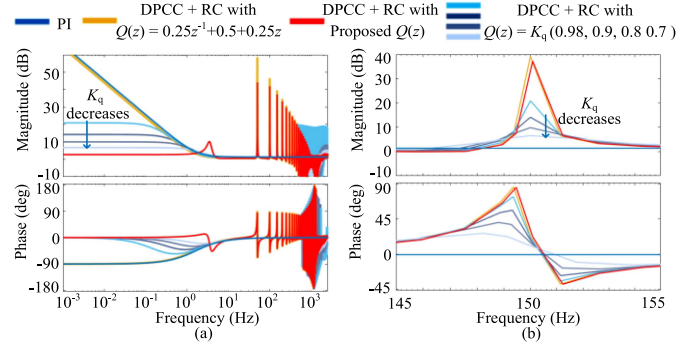 PI
DPCC + RC with
Q(z) = 0.25z⁻¹+0.5+0.25z
DPCC + RC with
Proposed Q(z)
DPCC + RC with
Q(z) = Kq (0.98, 0.9, 0.8 0.7 )
Magnitude (dB)
60
40
30
10
-10
Kq
decreases
Phase (deg)
180
90
0
-90
-180
10⁻³ 10⁻² 10⁻¹ 10⁰ 10¹ 10² 10³
Frequency (Hz)
(a)
Magnitude (dB)
40
30
20
10
0
-10
Kq
decreases
Phase (deg)
90
45
0
-45
145 150 155
Frequency (Hz)
(b)